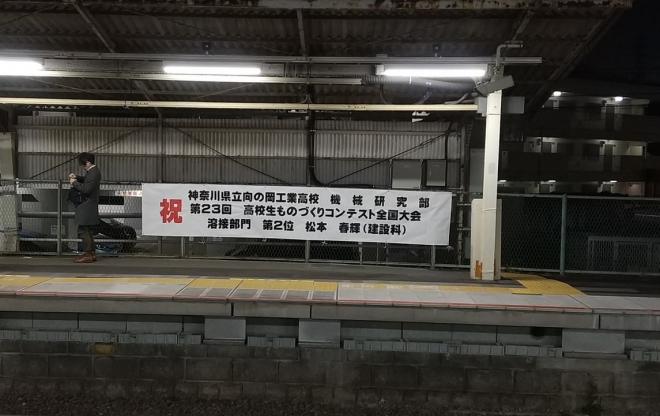 祝
神奈川県立向の岡工業高校 機械研究部
第23回 高校生ものづくりコンテスト全国大会
溶接部門 第2位 松本 春輝(建設科)